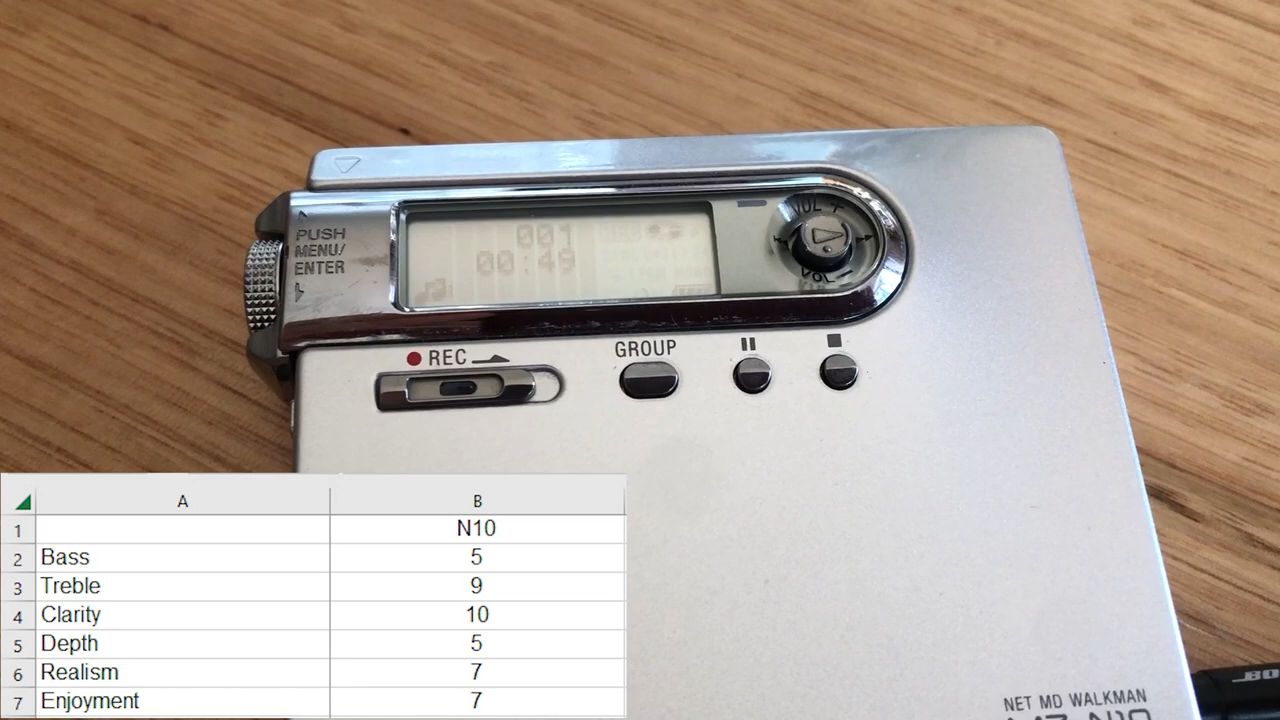 VOL +
PUSH
MENU/
ENTER
001
00:49
VOL −
REC
GROUP
A B
1 N10
2 Bass 5
3 Treble 9
4 Clarity 10
5 Depth 5
6 Realism 7
7 Enjoyment 7
NET MD WALKMAN